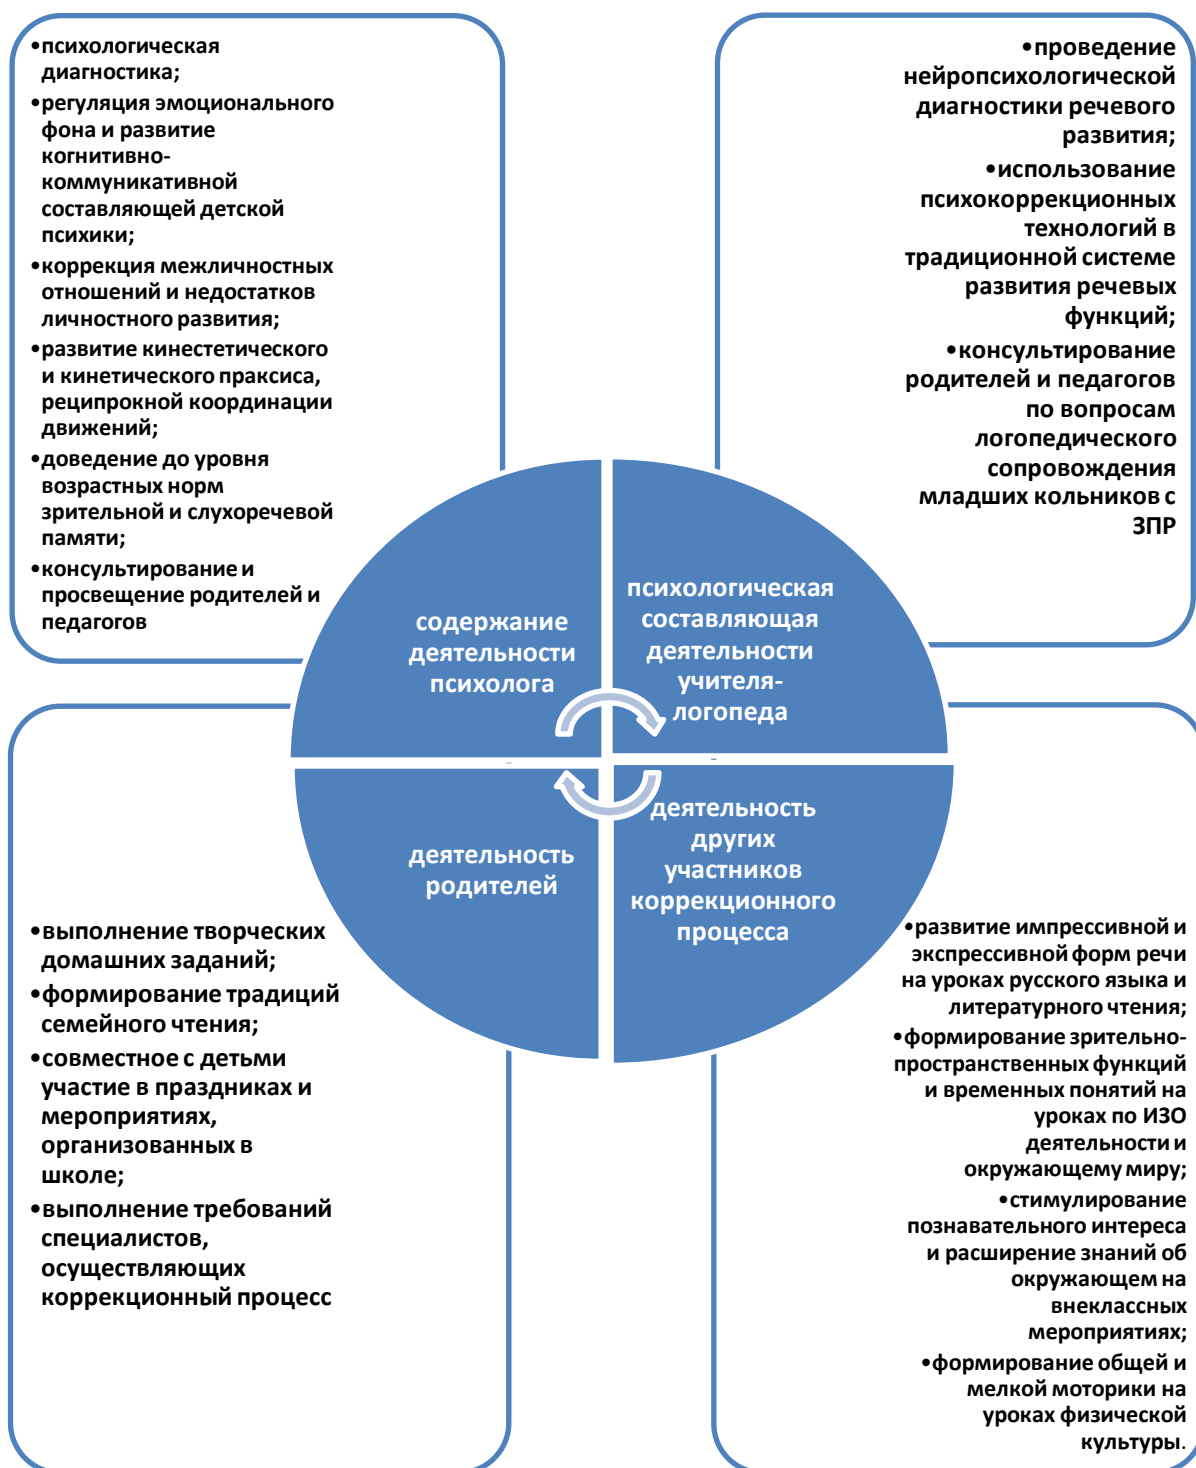 •психологическая
диагностика;
•регуляция эмоционального
фона и развитие
когнитивно-
коммуникативной
составляющей детской
психики;
•коррекция межличностных
отношений и недостатков
личностного развития;
•развитие кинестетического
и кинетического праксиса,
реципрокной координации
движений;
•доведение до уровня
возрастных норм
зрительной и слухоречевой
памяти;
•консультирование и
просвещение родителей и
педагогов
•проведение
нейропсихологической
диагностики речевого
развития;
•использование
психокоррекционных
технологий в
традиционной системе
развития речевых
функций;
•консультирование
родителей и педагогов
по вопросам
логопедического
сопровождения
младших кольников с
ЗПР
содержание
деятельности
психолога
психологическая
составляющая
деятельности
учителя-
логопеда
деятельность
родителей
деятельность
других
участников
коррекционного
процесса
•выполнение творческих
домашних заданий;
•формирование традиций
семейного чтения;
•совместное с детьми
участие в праздниках и
мероприятиях,
организованных в
школе;
•выполнение требований
специалистов,
осуществляющих
коррекционный процесс
•развитие импрессивной и
экспрессивной форм речи
на уроках русского языка и
литературного чтения;
•формирование зрительно-
пространственных функций
и временных понятий на
уроках по ИЗО
деятельности и
окружающему миру;
•стимулирование
познавательного интереса
и расширение знаний об
окружающем на
внеклассных
мероприятиях;
•формирование общей и
мелкой моторики на
уроках физической
культуры.